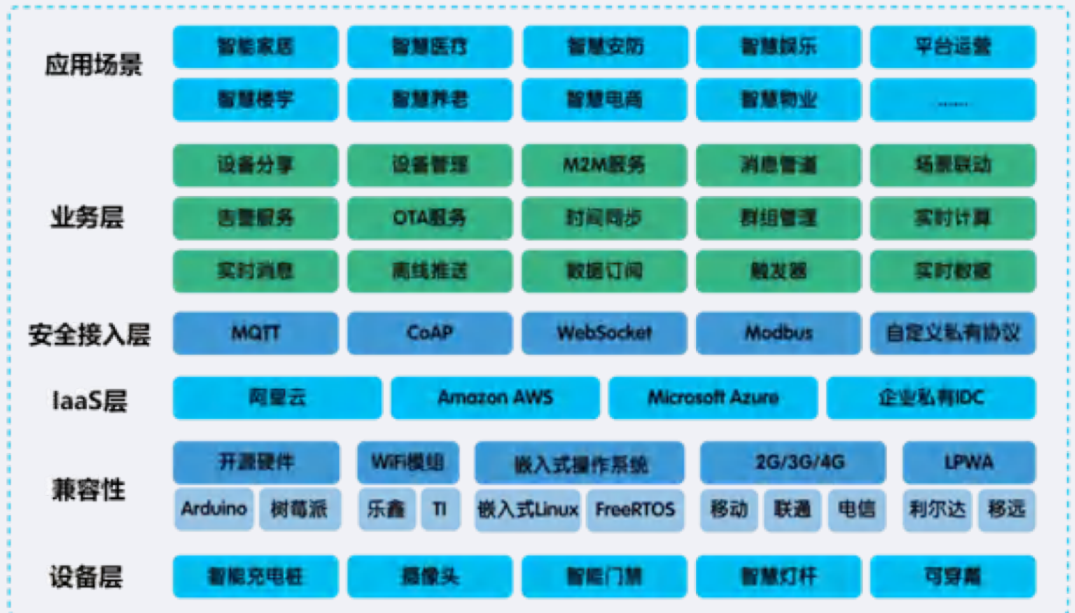 应用场景
智能家居 智慧医疗 智慧安防 智慧娱乐 平台运营
智慧楼宇 智慧养老 智慧电商 智慧物业 ……
业务层
设备分享 设备管理 M2M服务 消息管道 场景联动
告警服务 OTA服务 时间同步 群组管理 实时计算
实时消息 离线推送 数据订阅 触发器 实时数据
安全接入层
MQTT CoAP WebSocket Modbus 自定义私有协议
IaaS层
阿里云 Amazon AWS Microsoft Azure 企业私有IDC
兼容性
开源硬件 WiFi模组 嵌入式操作系统 2G/3G/4G LPWA
Arduino 树莓派 乐鑫 TI 嵌入式Linux FreeRTOS 移动 联通 电信 利尔达 移远
设备层
智能充电桩 摄像头 智能门禁 智慧灯杆 可穿戴